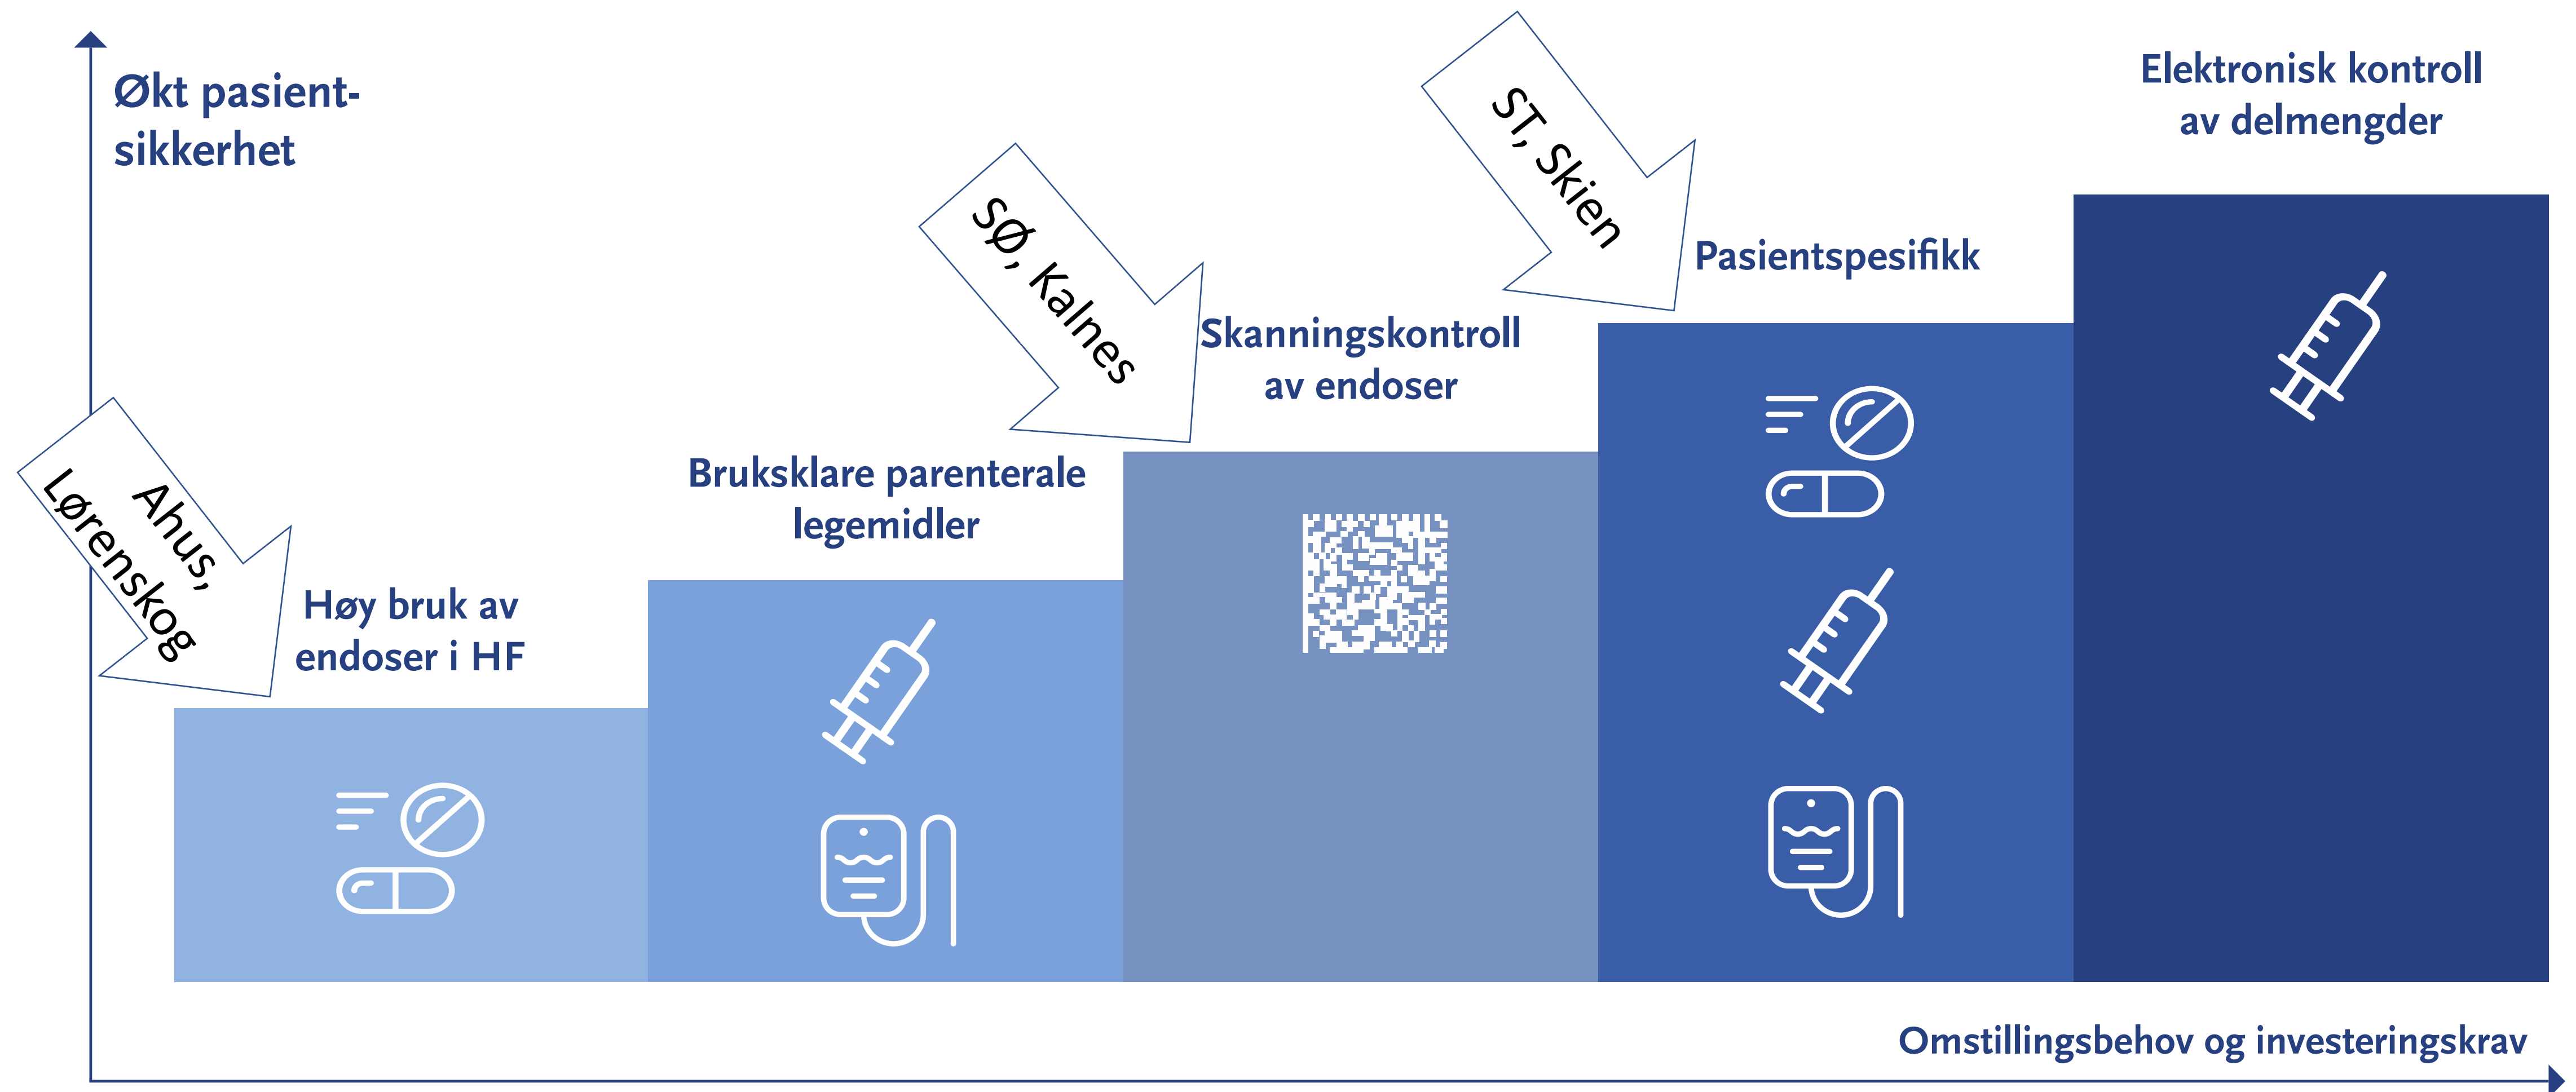 Økt pasient-
sikkerhet
Ahus,
Lørenskog
Høy bruk av
endoser i HF
Bruksklare parenterale
legemidler
SØ, Kalnes
Skanningskontroll
av endoser
ST, Skien
Pasientspesifikk
Elektronisk kontroll
av delmengder
Omstillingsbehov og investeringskrav